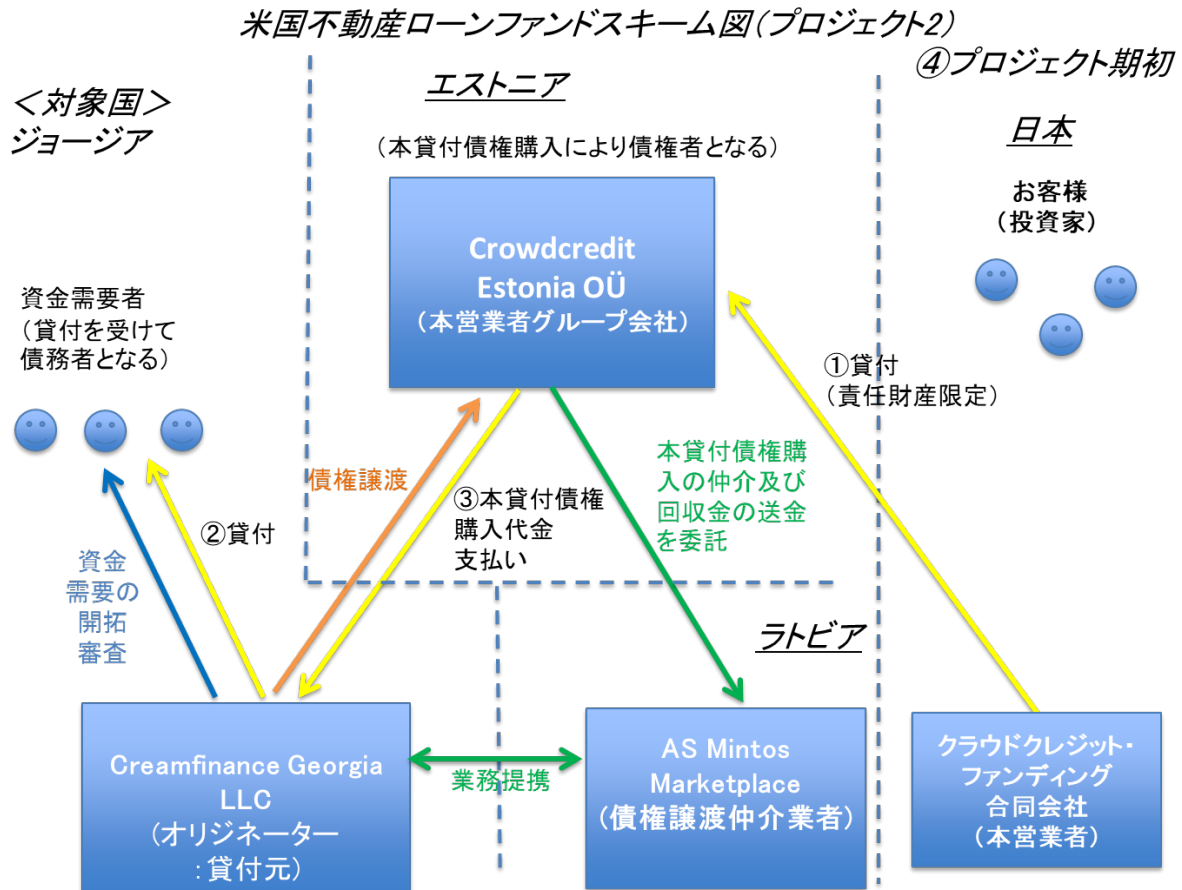 米国不動産ローンファンドスキーム図(プロジェクト2)
④プロジェクト期初
<対象国>
ジョージア
エストニア
日本
(本貸付債権購入により債権者となる)
お客様
(投資家)
Crowdcredit
Estonia OÜ
(本営業者グループ会社)
資金需要者
(貸付を受けて
債務者となる)
①貸付
(責任財産限定)
債権譲渡
③本貸付債権
購入代金
支払い
本貸付債権購
入の仲介及び
回収金の送金
を委託
②貸付
資金
需要の
開拓
審査
ラトビア
Creamfinance Georgia
LLC
(オリジネーター
:貸付元)
業務提携
AS Mintos
Marketplace
(債権譲渡仲介業者)
クラウドクレジット・
ファンディング
合同会社
(本営業者)